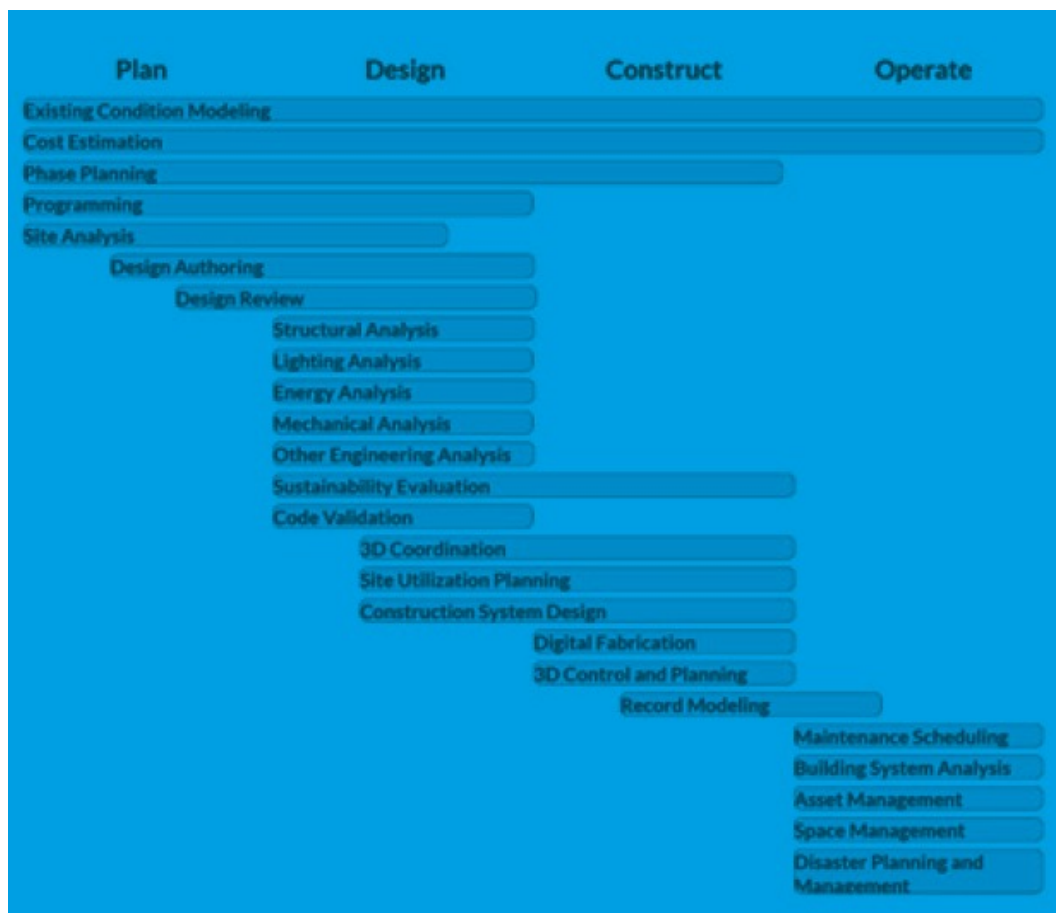 Plan Design Construct Operate
Existing Condition Modeling
Cost Estimation
Phase Planning
Programming
Site Analysis
Design Authoring
Design Review
Structural Analysis
Lighting Analysis
Energy Analysis
Mechanical Analysis
Other Engineering Analysis
Sustainability Evaluation
Code Validation
3D Coordination
Site Utilization Planning
Construction System Design
Digital Fabrication
3D Control and Planning
Record Modeling
Maintenance Scheduling
Building System Analysis
Asset Management
Space Management
Disaster Planning and
Management